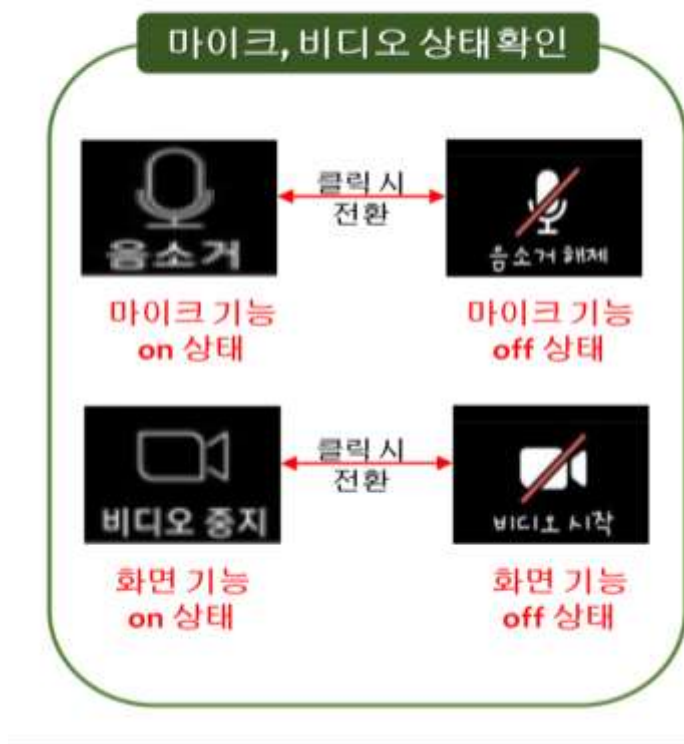 마이크, 비디오 상태확인
음소거
클릭 시
전환
음소거 해제
마이크 기능
on 상태
마이크 기능
off 상태
비디오 중지
클릭 시
전환
비디오 시작
화면 기능
on 상태
화면 기능
off 상태